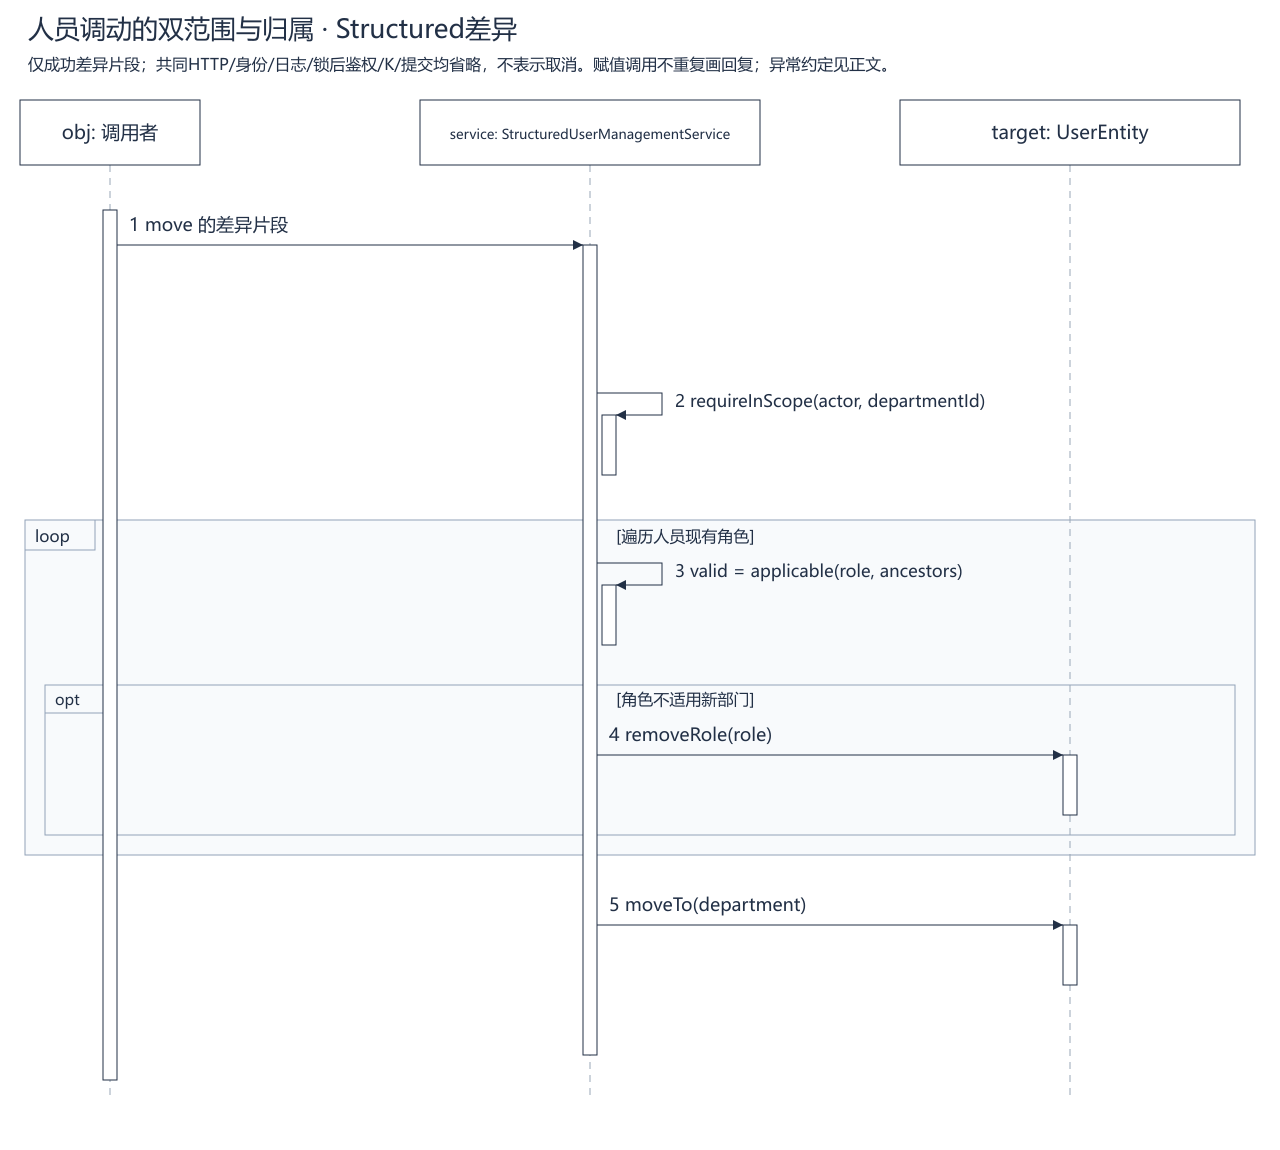 人员调动的双范围与归属 · Structured差异
仅成功差异片段；共同HTTP/身份/日志/锁后鉴权/K/提交均省略，不表示取消。赋值调用不重复画回复；异常约定见正文。
obj: 调用者
service: StructuredUserManagementService
target: UserEntity
1 move 的差异片段
2 requireInScope(actor, departmentId)
loop
[遍历人员现有角色]
3 valid = applicable(role, ancestors)
opt
[角色不适用新部门]
4 removeRole(role)
5 moveTo(department)